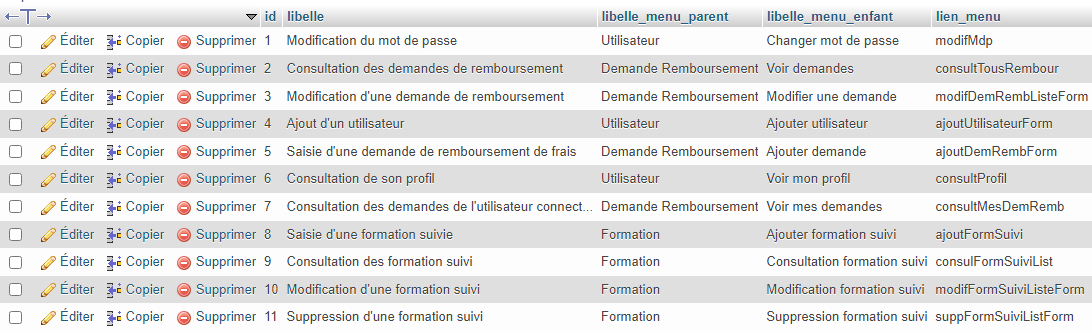 id libelle libelle_menu_parent libelle_menu_enfant lien_menu
Éditer Copier Supprimer 1 Modification du mot de passe Utilisateur Changer mot de passe modifMdp
Éditer Copier Supprimer 2 Consultation des demandes de remboursement Demande Remboursement Voir demandes consultTousRembour
Éditer Copier Supprimer 3 Modification d'une demande de remboursement Demande Remboursement Modifier une demande modifDemRembListeForm
Éditer Copier Supprimer 4 Ajout d'un utilisateur Utilisateur Ajouter utilisateur ajoutUtilisateurForm
Éditer Copier Supprimer 5 Saisie d'une demande de remboursement de frais Demande Remboursement Ajouter demande ajoutDemRembForm
Éditer Copier Supprimer 6 Consultation de son profil Utilisateur Voir mon profil consultProfil
Éditer Copier Supprimer 7 Consultation des demandes de l'utilisateur connect... Demande Remboursement Voir mes demandes consultMesDemRemb
Éditer Copier Supprimer 8 Saisie d'une formation suivie Formation Ajouter formation suivi ajoutFormSuivi
Éditer Copier Supprimer 9 Consultation des formation suivi Formation Consultation formation suivi consulFormSuiviList
Éditer Copier Supprimer 10 Modification d'une formation suivi Formation Modification formation suivi modifFormSuiviListeForm
Éditer Copier Supprimer 11 Suppression d'une formation suivi Formation Suppression formation suivi suppFormSuiviListForm